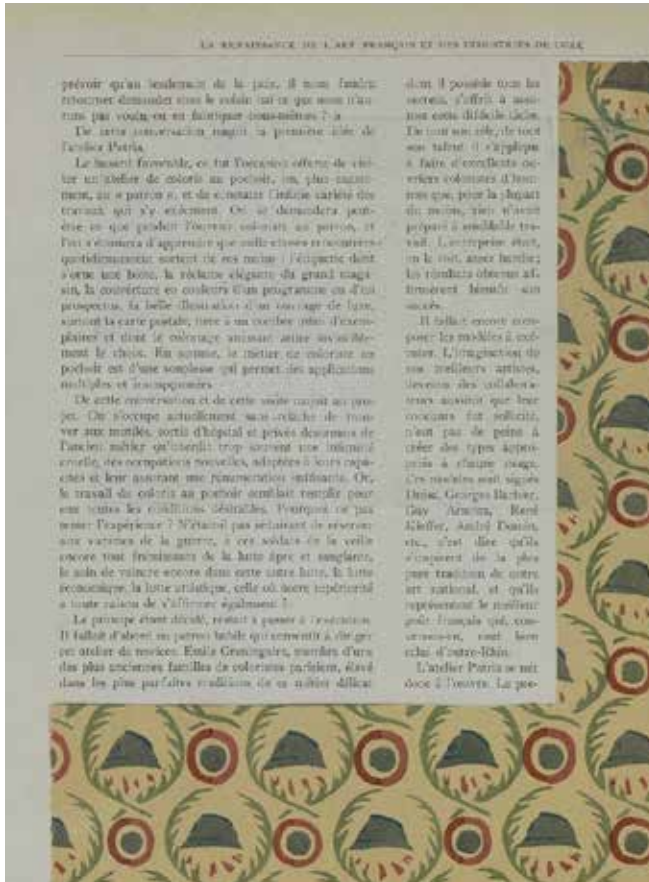 LA RENAISSANCE DE L'ART FRANÇAIS ET DES INDUSTRIES DE LUXE
prévoir qu'au lendemain de la paix, il nous faudra
retourner demander chez le voisin tout ce que nous n'au-
rons pas voulu ou su fabriquer nous-mêmes ? »
De cette conversation naquit la première idée de
l'atelier Patria.
Le hasard favorable, ce fut l'occasion offerte de visi-
ter un atelier de coloris au pochoir, ou, plus exacte-
ment, au « patron », et de constater l'infinie variété des
travaux qui s'y exécutent. On se demandera peut-
être ce que produit l'ouvrier coloriste au patron, et
l'on s'étonnera d'apprendre que mille choses rencontrées
quotidiennement sortent de ses mains : l'étiquette dont
s'orne une boîte, la réclame élégante du grand maga-
sin, la couverture en couleurs d'un programme ou d'un
prospectus, la belle illustration d'un ouvrage de luxe,
surtout la carte postale, tirée à un nombre infini d'exem-
plaires et dont le coloriage amusant attire invisible-
ment le choix. En somme, le métier de coloriste au
pochoir est d'une souplesse qui permet des applications
multiples et insoupçonnées.
De cette conversation et de cette visite naquit un pro-
jet. On s'occupe actuellement sans relâche de trou-
ver aux mutilés, sortis d'hôpital et privés désormais de
l'ancien métier qu'interdit trop souvent une infirmité
cruelle, des occupations nouvelles, adaptées à leurs capa-
cités et leur assurant une rémunération suffisante. Or,
le travail du coloris au pochoir semblait remplir pour
eux toutes les conditions désirables. Pourquoi ne pas
tenter l'expérience ? N'était-il pas séduisant de réserver
aux victimes de la guerre, à ces soldats de la veille
encore tout frémissants de la lutte âpre et sanglante,
le soin de vaincre encore dans cette autre lutte, la lutte
économique, la lutte artistique, celle où notre supériorité
a toute raison de s'affirmer également ?
Le principe étant décidé, restait à passer à l'exécution.
Il fallait d'abord un patron habile qui consentît à diriger
cet atelier de novices. Emile Greningaire, membre d'une
des plus anciennes familles de coloristes parisiens, élevé
dans les plus parfaites traditions de ce métier délicat
dont il possède tous les
secrets, s'offrit à assu-
mer cette difficile tâche.
De tout son zèle, de tout
son talent il s'applique
à faire d'excellents ou-
vriers coloristes d'hom-
mes que, pour la plupart
du moins, rien n'avait
préparé à semblable tra-
vail. L'entreprise était,
on le voit, assez hardie ;
les résultats obtenus af-
firmèrent bientôt son
succès.
Il fallait encore com-
poser les modèles à exé-
cuter. L'imagination de
nos meilleurs artistes,
devenus des collabora-
teurs aussitôt que leur
concours fut sollicité,
n'eut pas de peine à
créer des types appro-
priés à chaque usage.
Ces modèles sont signés
Georges Barbier,
Guy Arnoux, René
Kieffer, André
etc., c'est dire qu'ils
s'inspirent de la plus
pure tradition de notre
art national, et qu'ils
représentent le meilleur
goût français qui, con-
venons-en, vaut bien
celui d'outre-Rhin.
L'atelier Patria se mit
donc à l'œuvre. La pre-